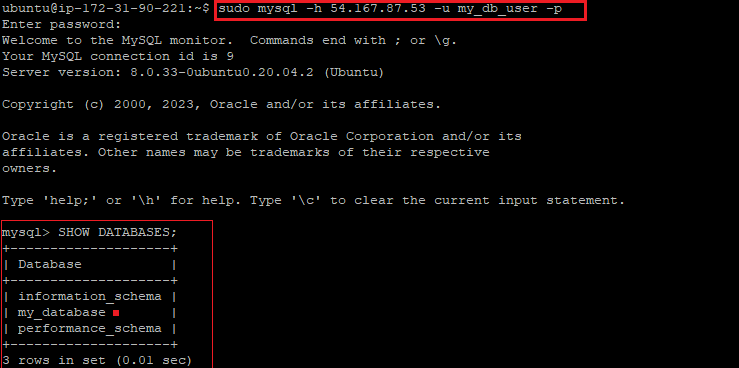 ubuntu@ip-172-31-90-221:~$ sudo mysql -h 54.167.87.53 -u my_db_user -p
Enter password:
Welcome to the MySQL monitor.  Commands end with ; or \g.
Your MySQL connection id is 9
Server version: 8.0.33-0ubuntu0.20.04.2 (Ubuntu)
Copyright (c) 2000, 2023, Oracle and/or its affiliates.
Oracle is a registered trademark of Oracle Corporation and/or its
affiliates. Other names may be trademarks of their respective
owners.
Type 'help;' or '\h' for help. Type '\c' to clear the current input statement.
mysql> SHOW DATABASES;
+--------------------+
| Database           |
+--------------------+
| information_schema |
| my_database        |
| performance_schema |
+--------------------+
3 rows in set (0.01 sec)